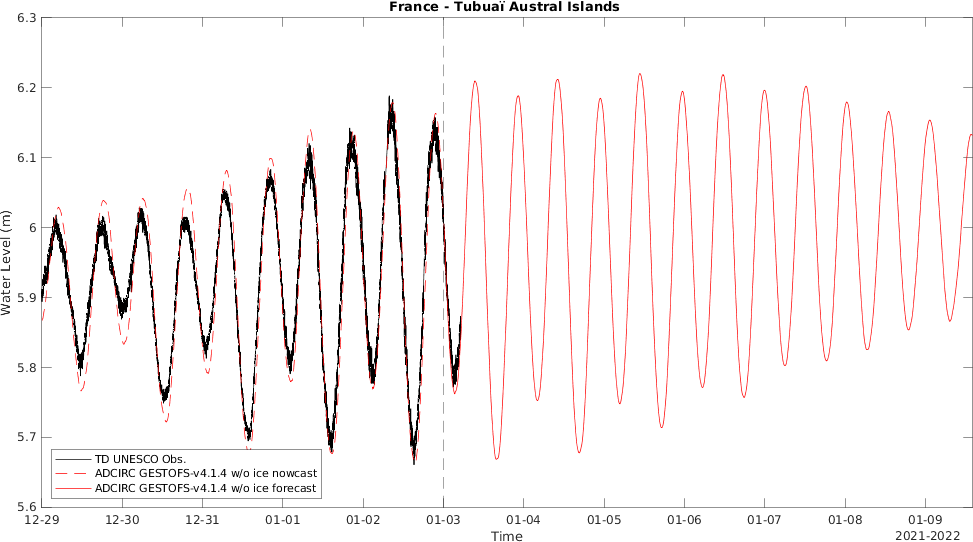 France - Tubuaï Austral Islands
6.3
6.2
6.1
6
5.9
5.8
5.7
5.6
Water Level (m)
TD UNESCO Obs.
ADCIRC GESTOFS-v4.1.4 w/o ice nowcast
ADCIRC GESTOFS-v4.1.4 w/o ice forecast
12-29 12-30 12-31 01-01 01-02 01-03 01-04 01-05 01-06 01-07 01-08 01-09
Time
2021-2022